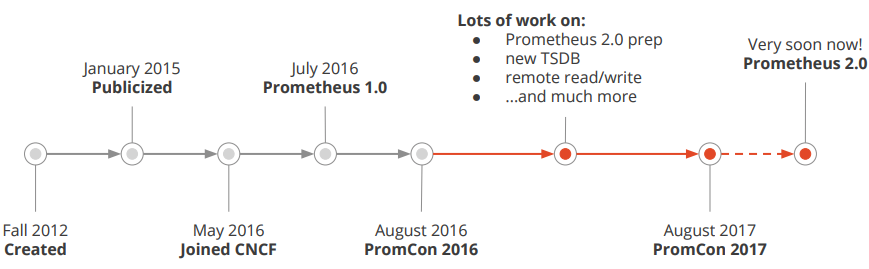 Lots of work on:
● Prometheus 2.0 prep
● new TSDB
● remote read/write
● ...and much more
Very soon now!
Prometheus 2.0
January 2015
Publicized
July 2016
Prometheus 1.0
Fall 2012
Created
May 2016
Joined CNCF
August 2016
PromCon 2016
August 2017
PromCon 2017